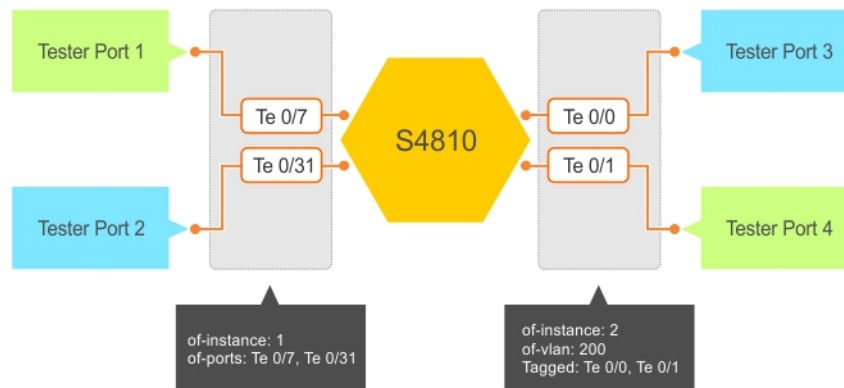 Tester Port 1
Tester Port 3
Te 0/7
Te 0/0
S4810
Te 0/31
Te 0/1
Tester Port 2
Tester Port 4
of-instance: 1
of-ports: Te 0/7, Te 0/31
of-instance: 2
of-vlan: 200
Tagged: Te 0/0, Te 0/1